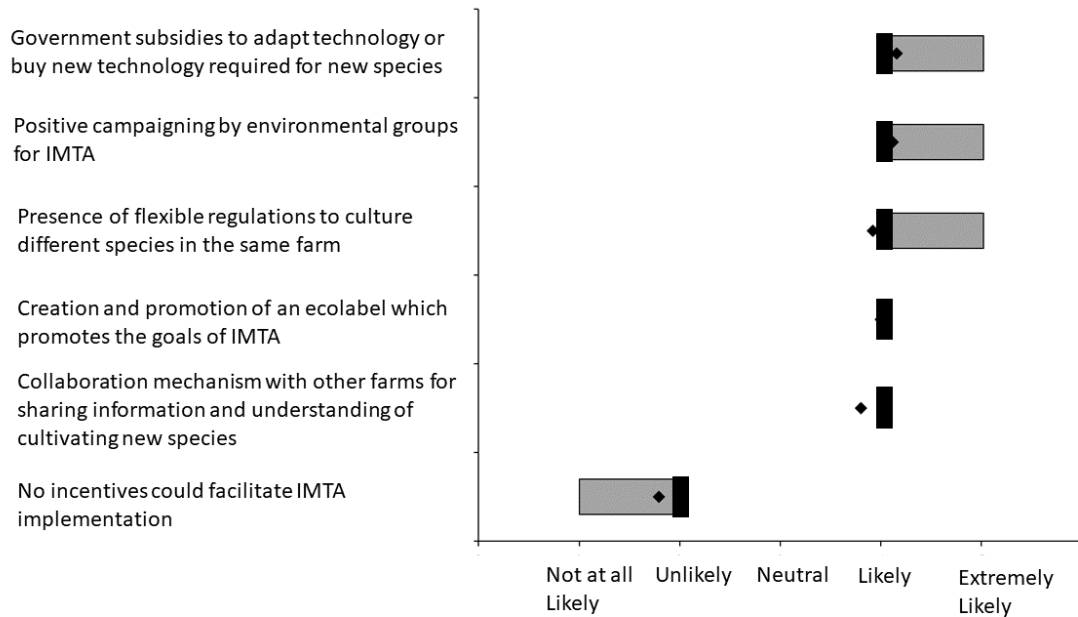 Government subsidies to adapt technology or
buy new technology required for new species
Positive campaigning by environmental groups
for IMTA
Presence of flexible regulations to culture
different species in the same farm
Creation and promotion of an ecolabel which
promotes the goals of IMTA
Collaboration mechanism with other farms for
sharing information and understanding of
cultivating new species
No incentives could facilitate IMTA
implementation
Not at all
Likely
Unlikely
Neutral
Likely
Extremely
Likely